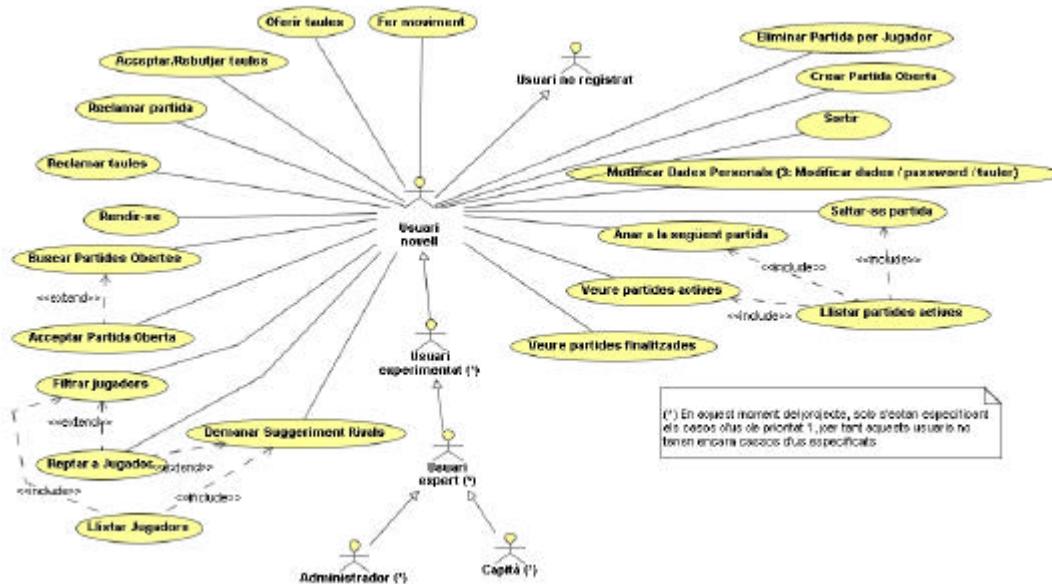 Oferir taules
Fer moviment
Eliminar Partida per Jugador
Acceptar/Rebutjar taules
Usuari no registrat
Crear Partida Oberta
Reclamar partida
Sortir
Reclamar taules
Modificar Dades Personals (3: Modificar dades / password / tauler)
Rendir-se
Saltar-se partida
Usuari
novell
Anar a la següent partida
Buscar Partides Obertes
<<include>>
<<include>>
<<extend>>
Veure partides actives
Llistar partides actives
<<include>>
Acceptar Partida Oberta
Usuari
experimentat (*)
Veure partides finalitzades
Filtrar jugadors
<<extend>>
(*) En aquest moment del projecte, sols s'estan especificant
els casos d'us de prioritat 1, per tant aquests usuaris no
tenen encara casos d'us especificats
Demanar Suggeriment Rivals
Reptar a Jugador
<<extend>>
Usuari
expert (*)
<<include>>
<<include>>
Llistar Jugadors
Administrador (*)
Capità (*)